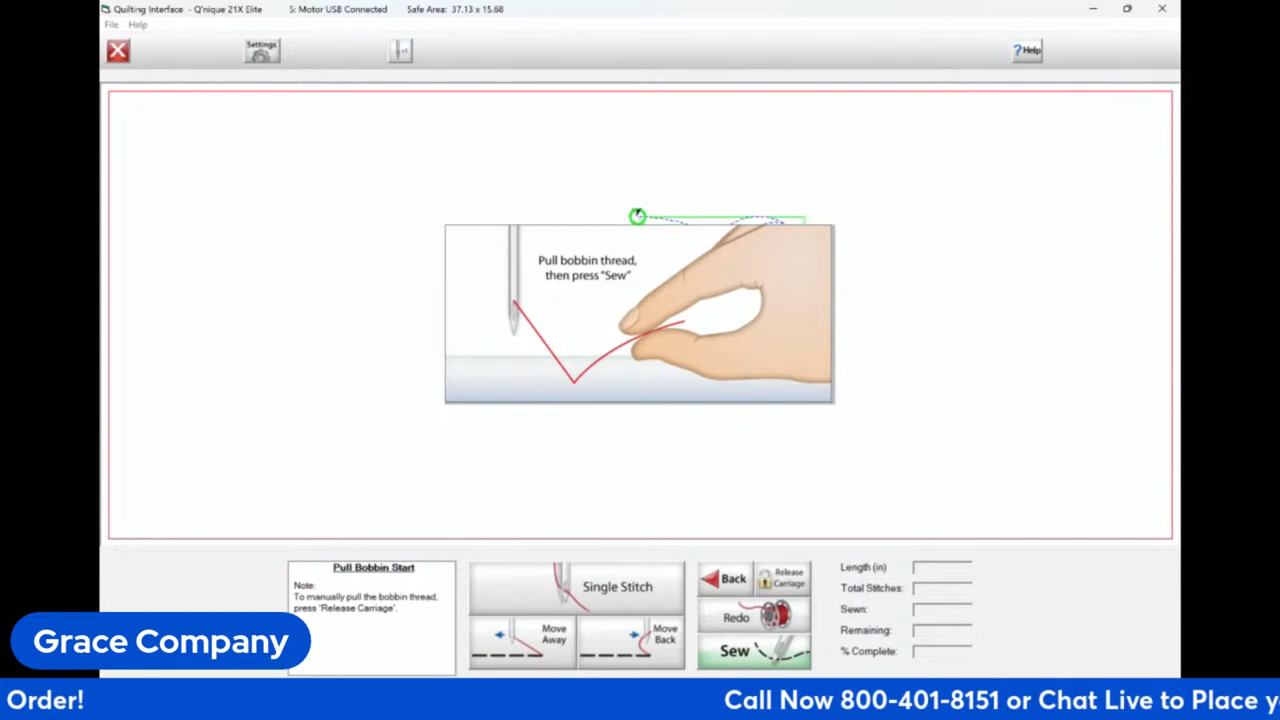 Quilting Interface - Q'nique 21X Elite S: Motor USB Connected Safe Area: 37.13 x 15.68
File Help
Settings
+1
?Help
Pull bobbin thread,
then press "Sew"
Pull Bobbin Start
Note:
To manually pull the bobbin thread,
press 'Release Carriage'.
Single Stitch
Move
Away
Move
Back
Back
Release
Carriage
Redo
Sew
Length (in)
Total Stitches:
Sewn:
Remaining:
% Complete:
Grace Company
Order! Call Now 800-401-8151 or Chat Live to Place y